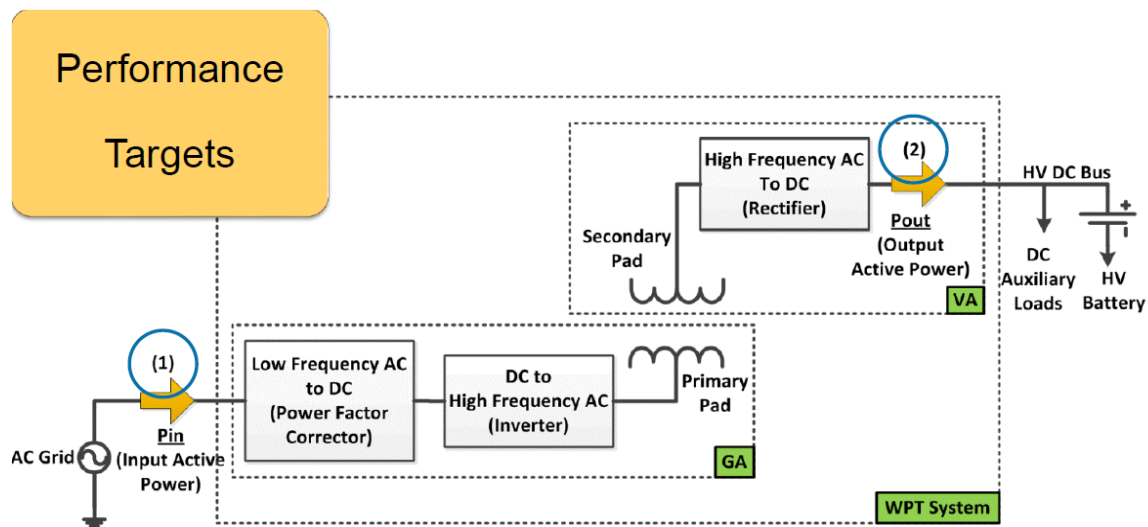 Performance
Targets
High Frequency AC
To DC
(Rectifier)
(2)
Pout
(Output
Active Power)
Secondary
Pad
VA
HV DC Bus
+
-
DC
Auxiliary
Loads
HV
Battery
AC Grid
(1)
Pin
(Input Active
Power)
Low Frequency AC
to DC
(Power Factor
Corrector)
DC to
High Frequency AC
(Inverter)
Primary
Pad
GA
WPT System